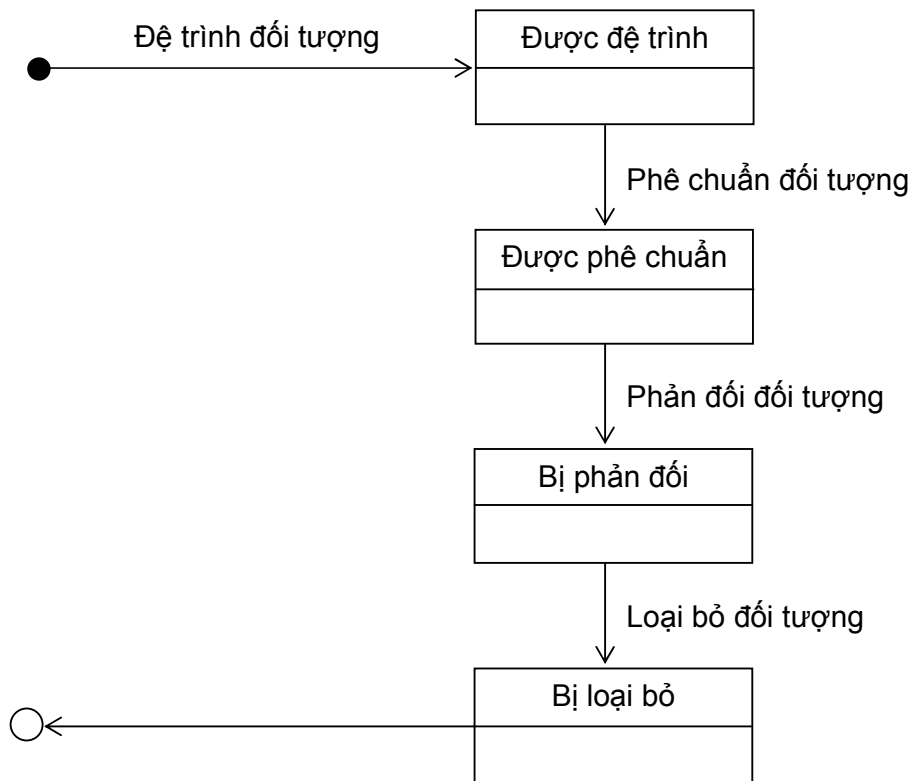 Đệ trình đối tượng
Được đệ trình
Phê chuẩn đối tượng
Được phê chuẩn
Phản đối đối tượng
Bị phản đối
Loại bỏ đối tượng
Bị loại bỏ